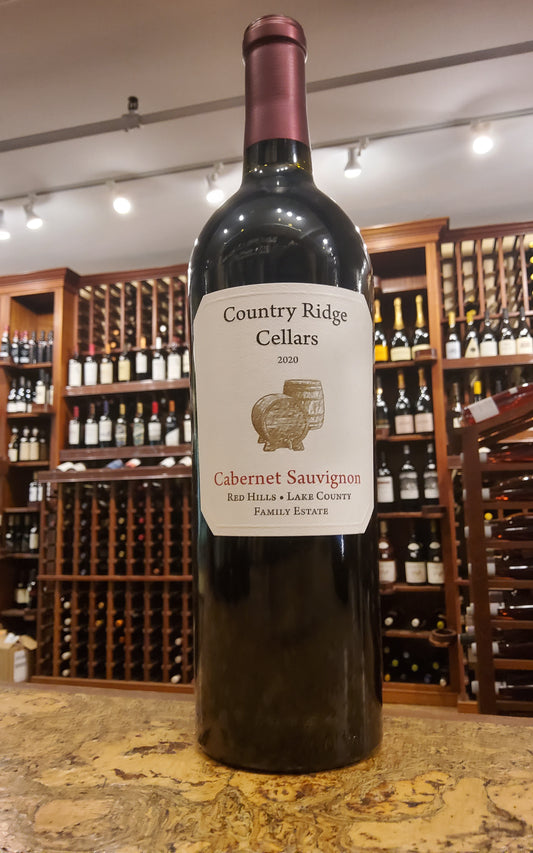 Country Ridge
Cellars
2020
Cabernet Sauvignon
Red Hills • Lake County
Family Estate